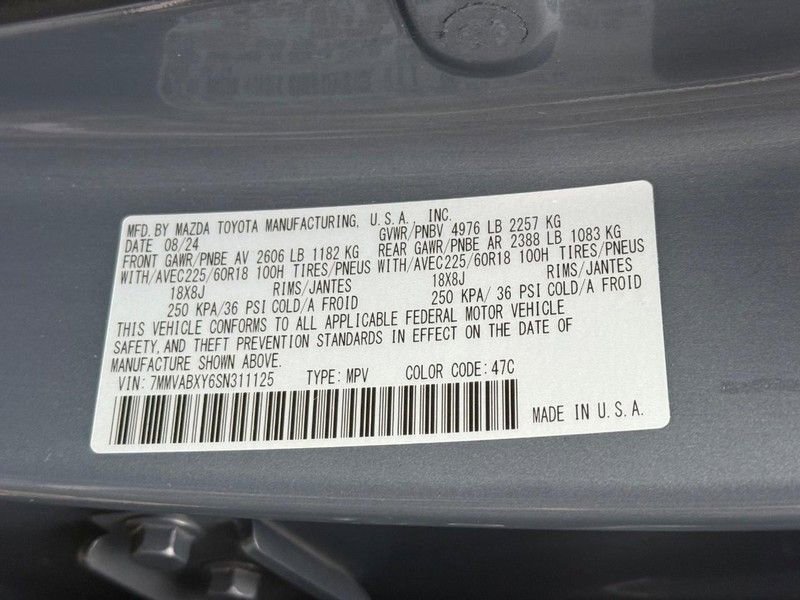 MFD. BY MAZDA TOYOTA MANUFACTURING, U.S.A., INC.
DATE 08/24 GVWR/PNBV 4976 LB 2257 KG
FRONT GAWR/PNBE AV 2606 LB 1182 KG REAR GAWR/PNBE AR 2388 LB 1083 KG
WITH/AVEC225/60R18 100H TIRES/PNEUS WITH/AVEC225/60R18 100H TIRES/PNEUS
18X8J RIMS/JANTES 18X8J RIMS/JANTES
250 KPA/36 PSI COLD/A FROID 250 KPA/ 36 PSI COLD/A FROID
THIS VEHICLE CONFORMS TO ALL APPLICABLE FEDERAL MOTOR VEHICLE
SAFETY, AND THEFT PREVENTION STANDARDS IN EFFECT ON THE DATE OF
MANUFACTURE SHOWN ABOVE.
VIN: 7MMVABXY6SN311125 TYPE: MPV COLOR CODE: 47C
MADE IN U.S.A.